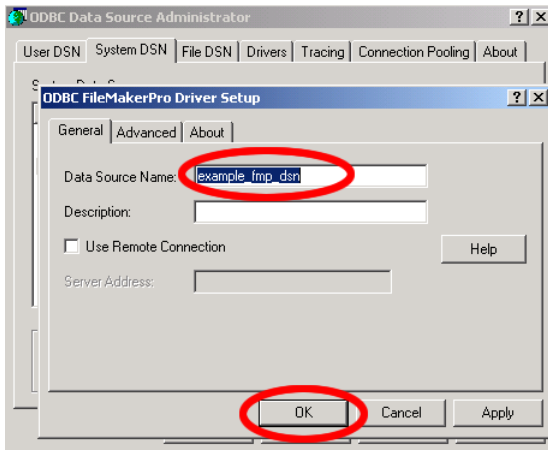 ODBC Data Source Administrator
User DSN System DSN File DSN Drivers Tracing Connection Pooling About
ODBC FileMakerPro Driver Setup
General Advanced About
Data Source Name: example_fmp_dsn
Description:
Use Remote Connection
Help
Server Address:
OK Cancel Apply